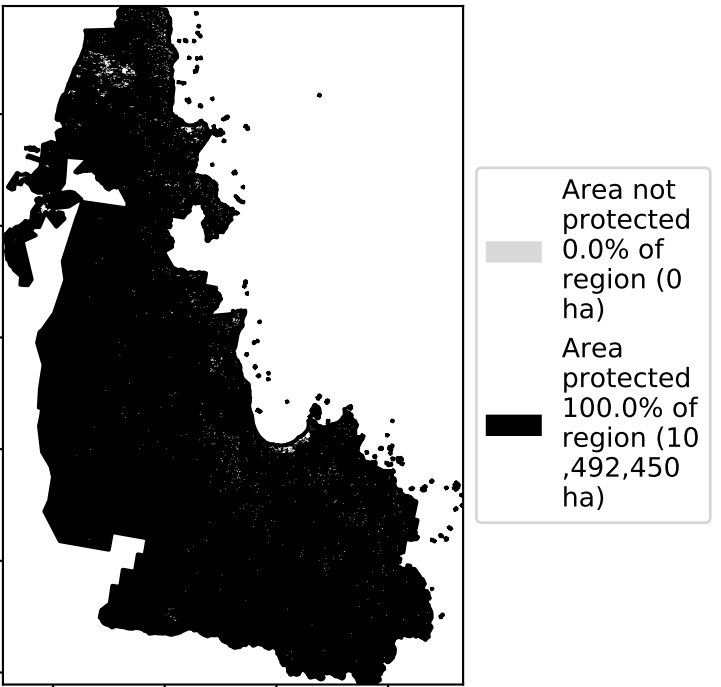 Area not
protected
0.0% of
region (0
ha)
Area
protected
100.0% of
region (10
,492,450
ha)